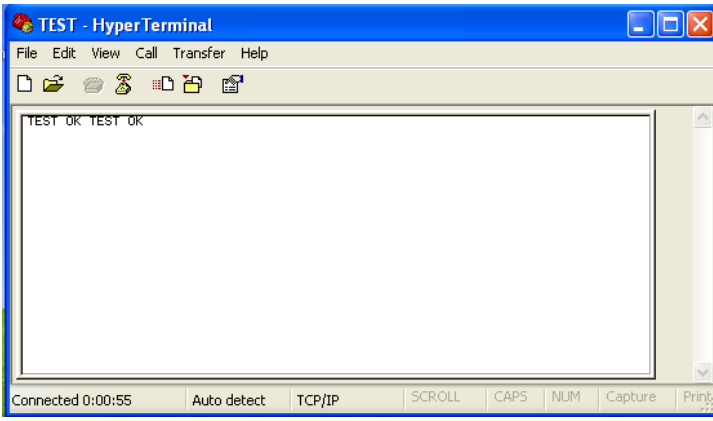 TEST - HyperTerminal
File Edit View Call Transfer Help
TEST OK TEST OK
Connected 0:00:55 Auto detect TCP/IP SCROLL CAPS NUM Capture Print